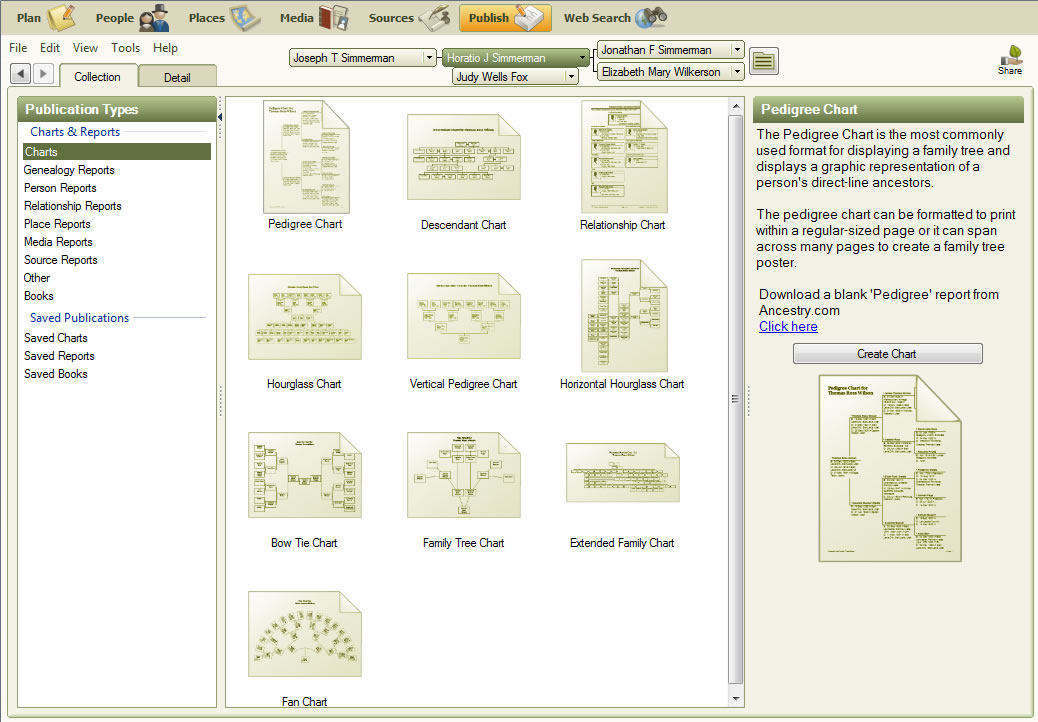 Plan People Places Media Sources Publish Web Search
File Edit View Tools Help
Joseph T Simmerman
Horatio J Simmerman
Judy Wells Fox
Jonathan F Simmerman
Elizabeth Mary Wilkerson
Share
Collection Detail
Publication Types
Charts & Reports
Charts
Genealogy Reports
Person Reports
Relationship Reports
Place Reports
Media Reports
Source Reports
Other
Books
Saved Publications
Saved Charts
Saved Reports
Saved Books
Pedigree Chart for
Thomas Ross Wilson
Pedigree Chart
Descendant Chart
Relationship Chart
Hourglass Chart
Vertical Pedigree Chart
Horizontal Hourglass Chart
Bow Tie Chart
Family Tree Chart
Extended Family Chart
Fan Chart
Pedigree Chart
The Pedigree Chart is the most commonly
used format for displaying a family tree and
displays a graphic representation of a
person's direct-line ancestors.
The pedigree chart can be formatted to print
within a regular-sized page or it can span
across many pages to create a family tree
poster.
Download a blank 'Pedigree' report from
Ancestry.com
Click here
Create Chart
Pedigree Chart for
Thomas Ross Wilson